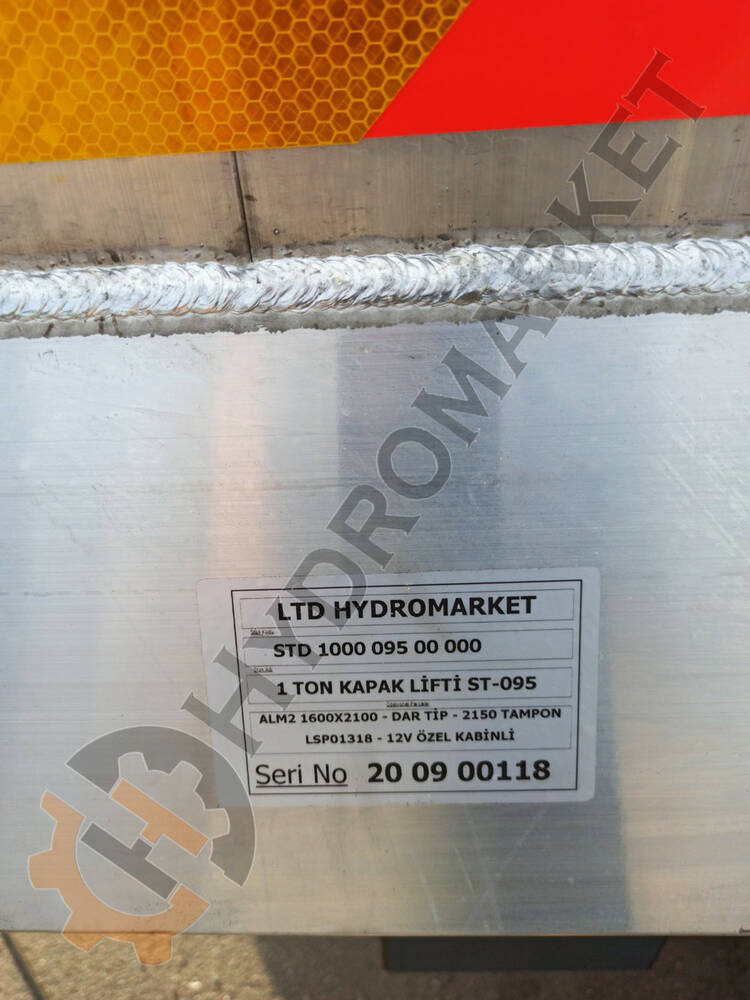 HYDROMARKET
LTD HYDROMARKET
STD 1000 095 00 000
1 TON KAPAK LİFTİ ST-095
ALM2 1600X2100 - DAR TİP - 2150 TAMPON
LSP01318 - 12V ÖZEL KABİNLİ
Seri No 20 09 00118